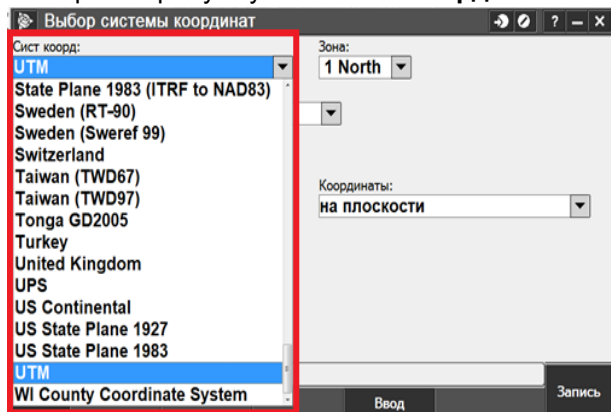 Выбор системы координат
? – ×
Сист коорд:
UTM
Зона:
1 North
State Plane 1983 (ITRF to NAD83)
Sweden (RT-90)
Sweden (Sweref 99)
Switzerland
Taiwan (TWD67)
Taiwan (TWD97)
Tonga GD2005
Turkey
United Kingdom
UPS
US Continental
US State Plane 1927
US State Plane 1983
UTM
WI County Coordinate System
Координаты:
на плоскости
Ввод
Запись